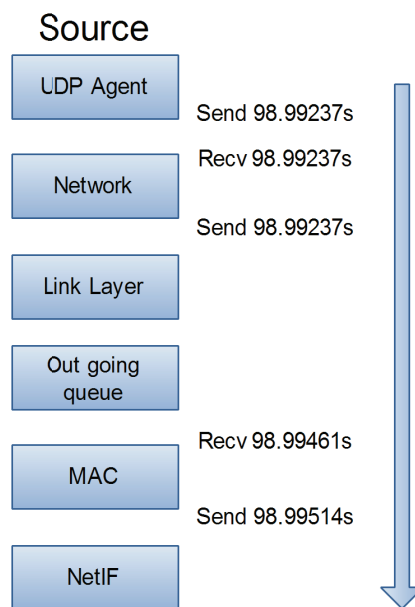 Source
UDP Agent
Send 98.99237s
Recv 98.99237s
Network
Send 98.99237s
Link Layer
Out going
queue
Recv 98.99461s
MAC
Send 98.99514s
NetIF